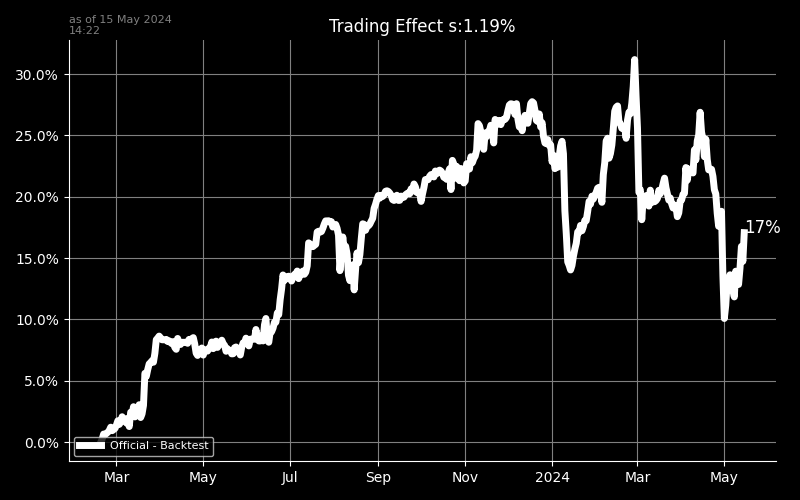 as of 15 May 2024
14:22
Trading Effect s:1.19%
30.0%
25.0%
20.0%
15.0%
10.0%
5.0%
0.0%
17%
Official - Backtest
Mar May Jul Sep Nov 2024 Mar May